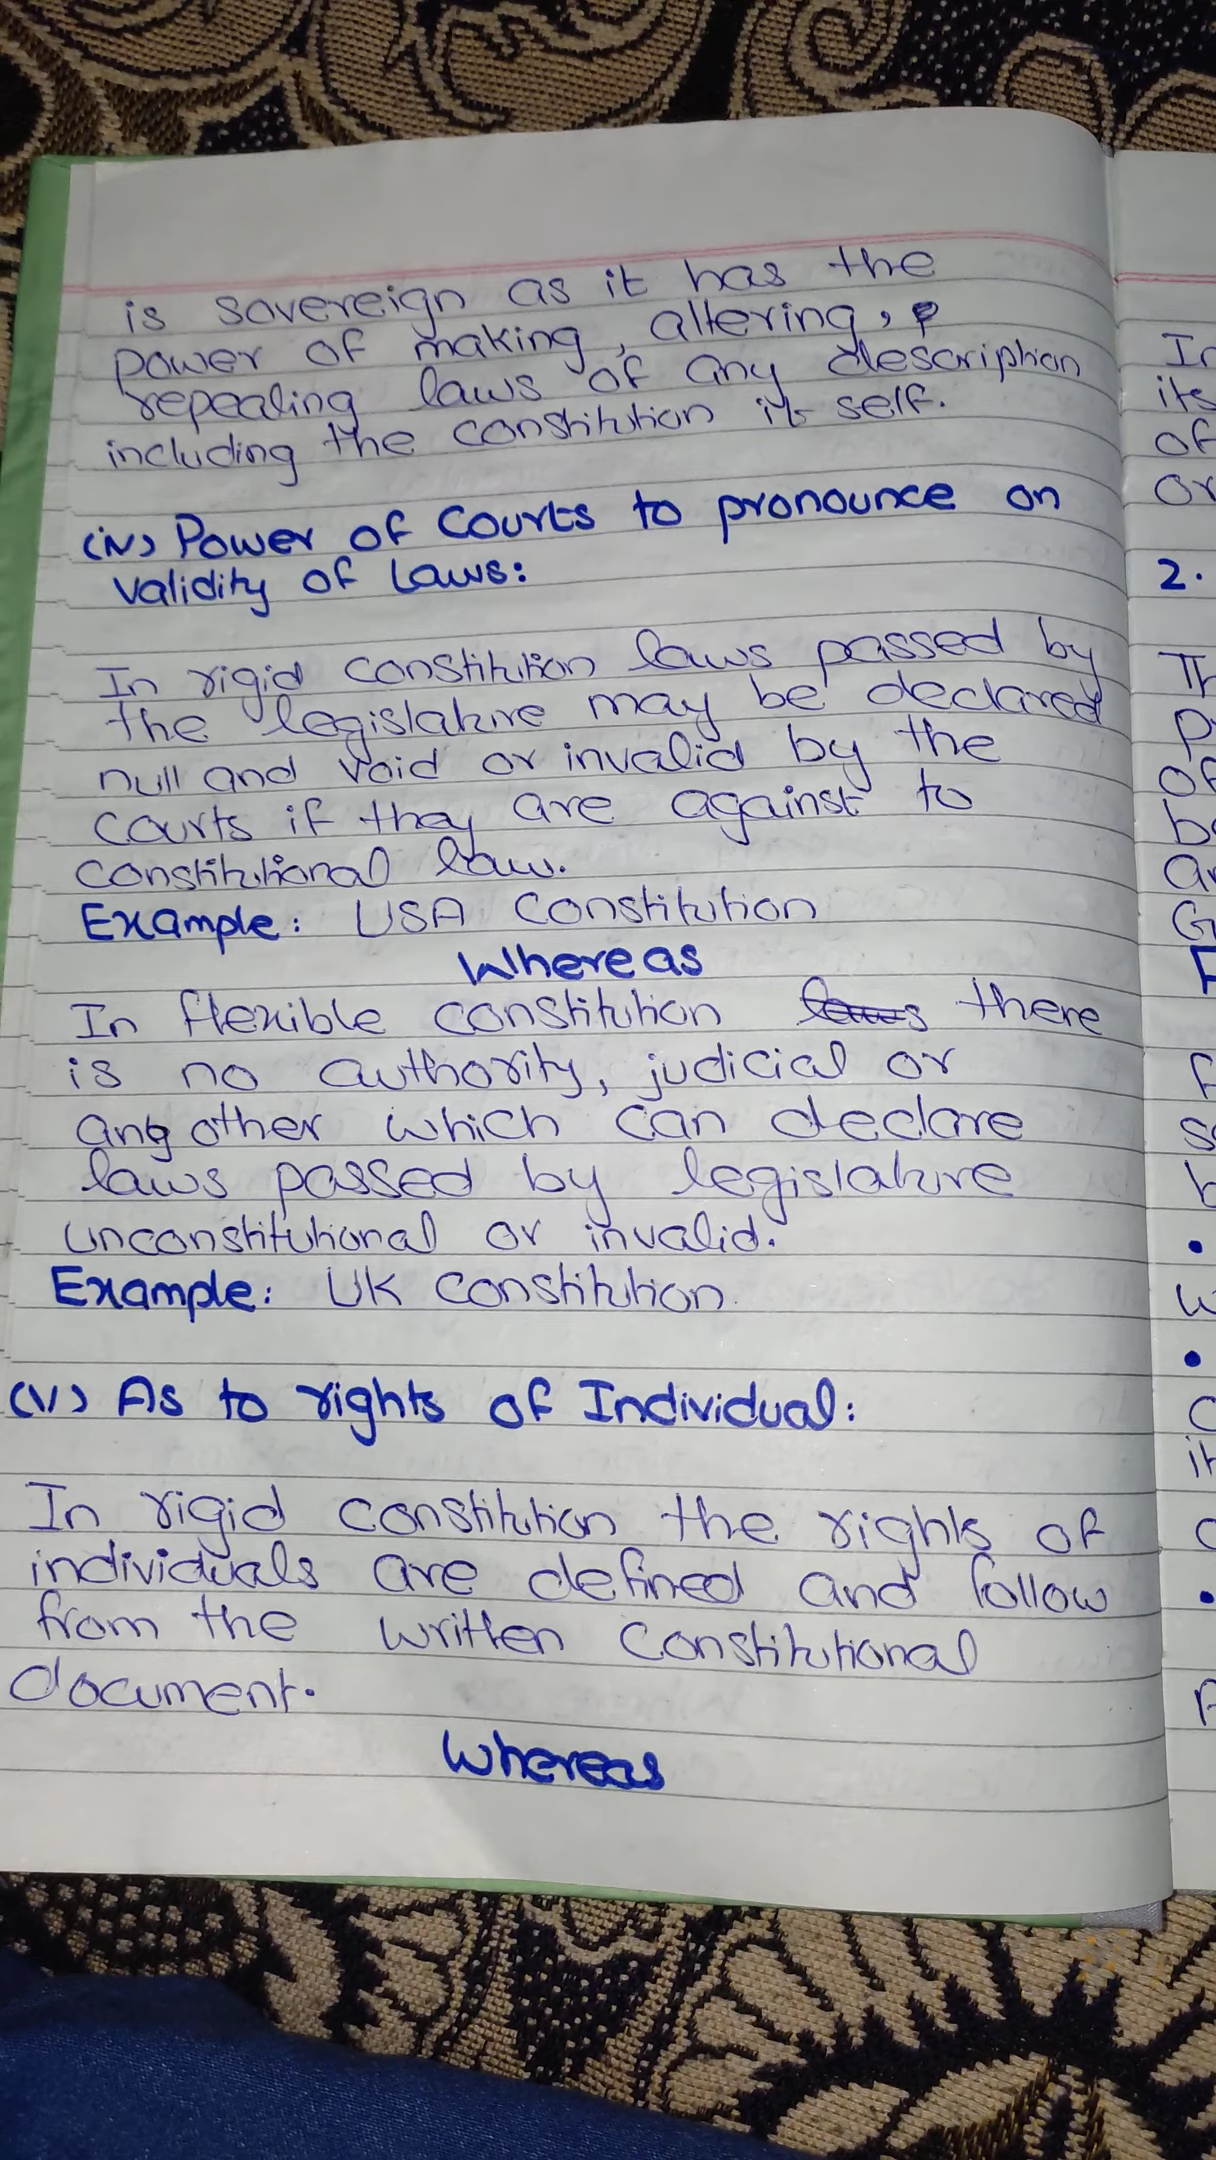 is sovereign as it has the
power of making, altering,
repealing laws of any description
including the constitution it self.
(iv) Power of Courts to pronounce on
validity of Laws:
In rigid constitution laws passed by
the legislature may be declared
null and void or invalid by the
courts if they are against to
constitutional law.
Example: USA Constitution
Whereas
In flexible constitution laws there
is no authority, judicial or
any other which can declare
laws passed by legislature
unconstitutional or invalid.
Example: UK Constitution.
(V) As to rights of Individual:
In rigid constitution the rights of
individuals are defined and follow
from the written Constitutional
document.
Whereas
its
of
or
2.